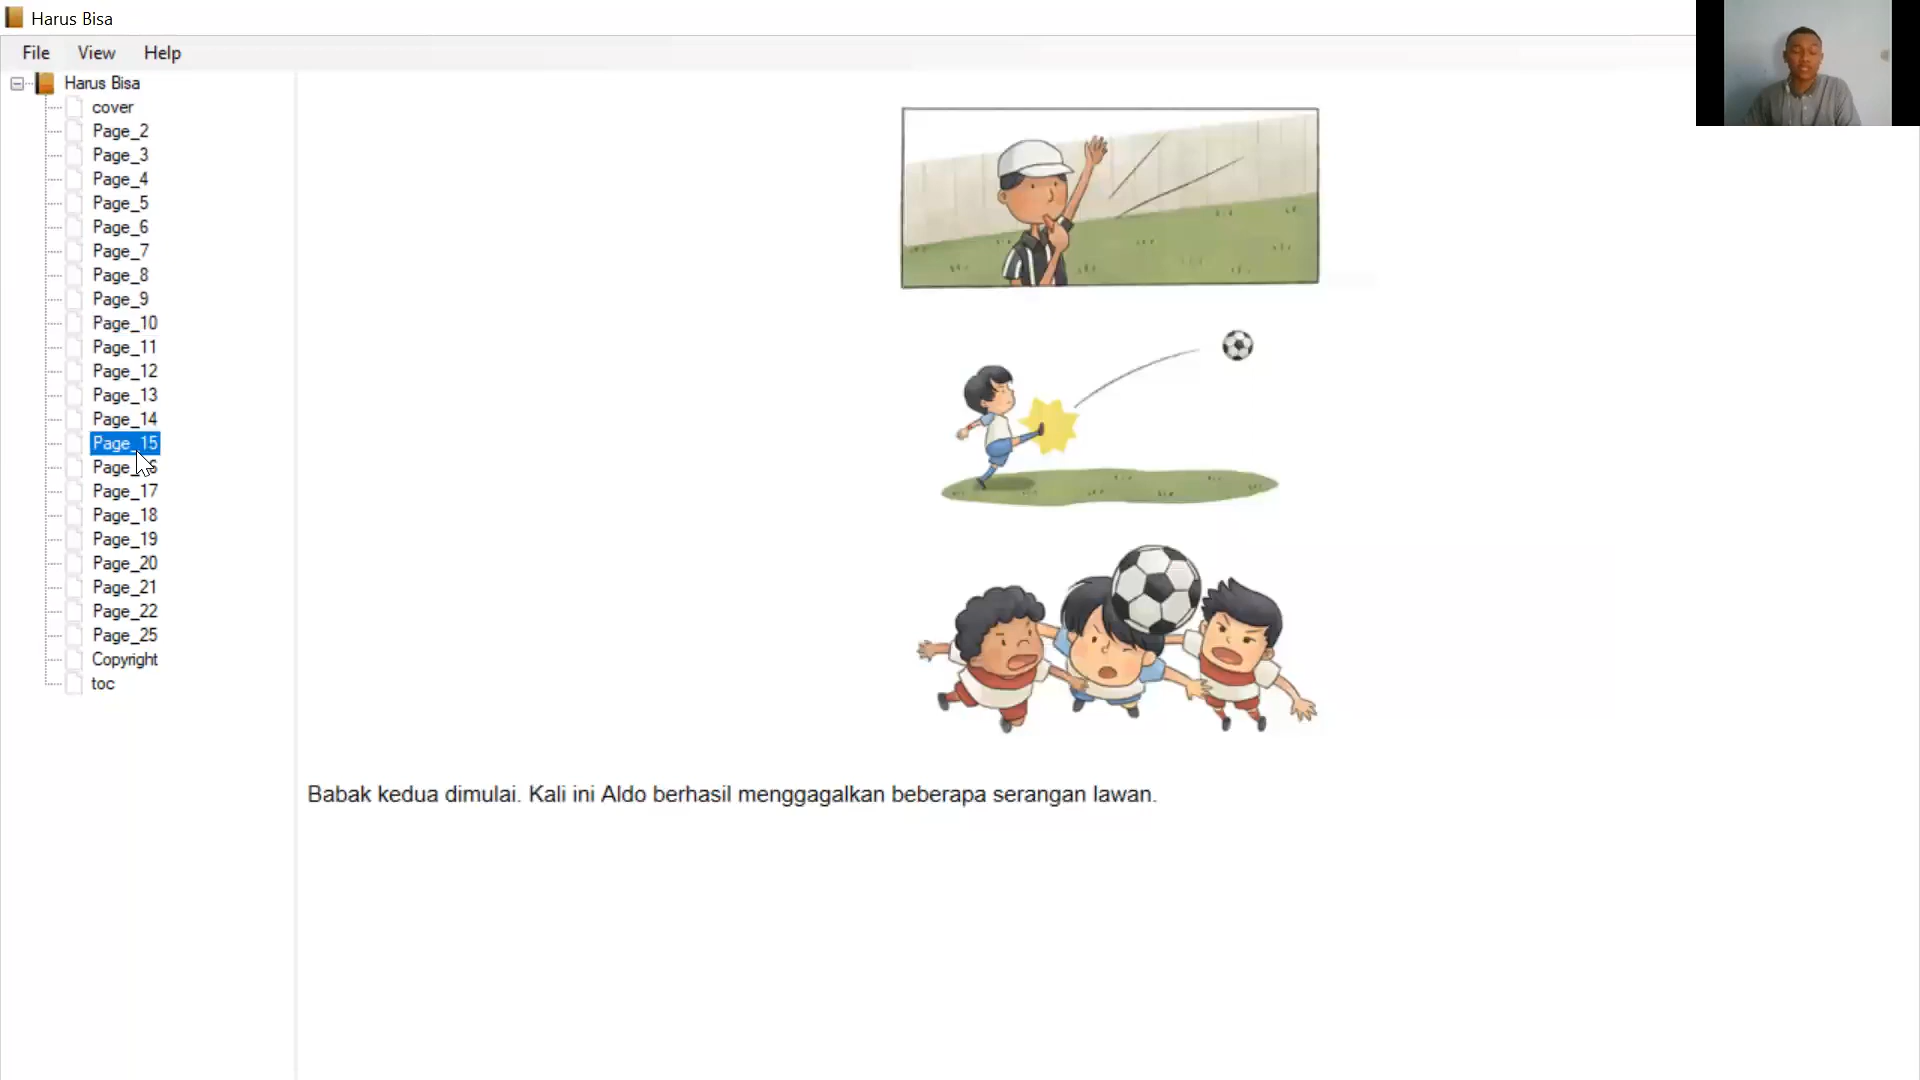 Harus Bisa
File View Help
Harus Bisa
cover
Page_2
Page_3
Page_4
Page_5
Page_6
Page_7
Page_8
Page_9
Page_10
Page_11
Page_12
Page_13
Page_14
Page_15
Page_16
Page_17
Page_18
Page_19
Page_20
Page_21
Page_22
Page_25
Copyright
toc
Babak kedua dimulai. Kali ini Aldo berhasil menggagalkan beberapa serangan lawan.